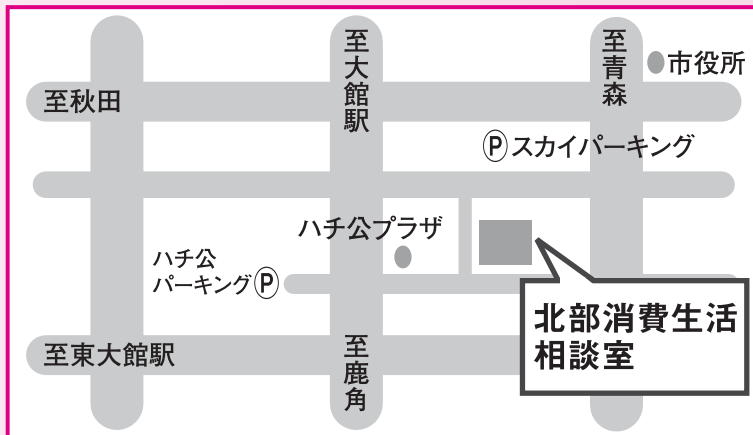 至大館駅
至青森
市役所
至秋田
Ⓟスカイパーキング
ハチ公プラザ
ハチ公
パーキングⓅ
北部消費生活
相談室
至東大館駅
至鹿角